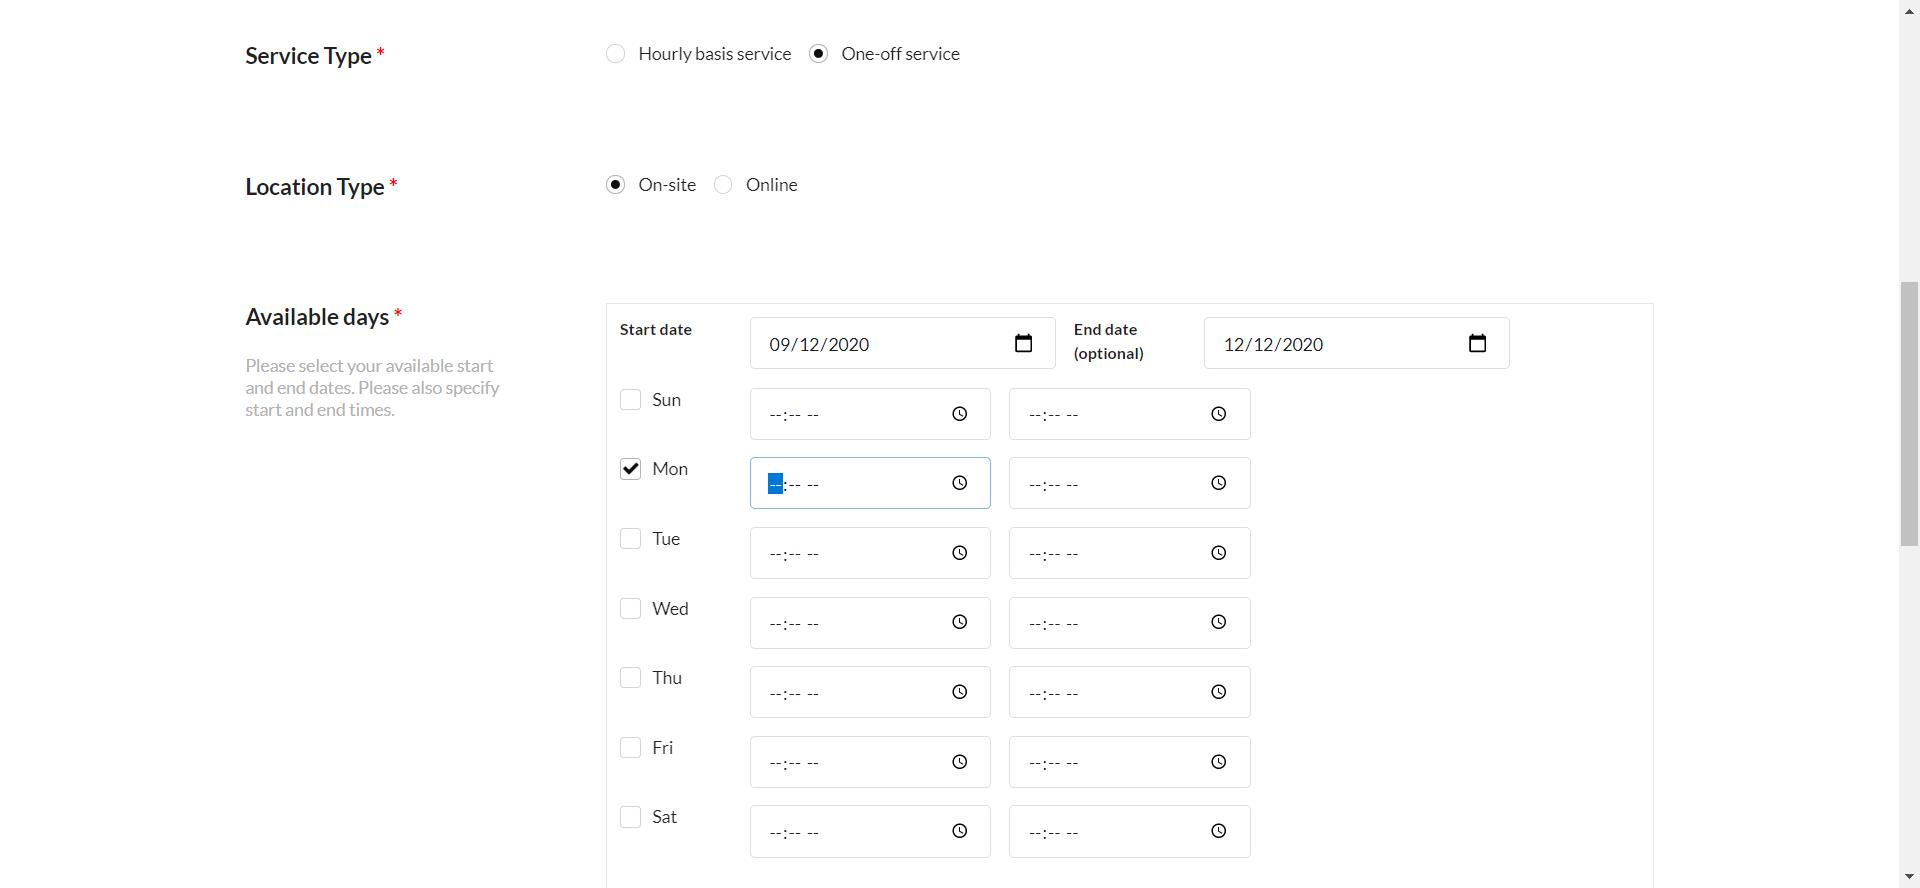 Service Type *
Hourly basis service One-off service
Location Type *
On-site Online
Available days *
Please select your available start
and end dates. Please also specify
start and end times.
Start date 09/12/2020 End date
(optional) 12/12/2020
Sun --:-- -- --:-- --
Mon --:-- -- --:-- --
Tue --:-- -- --:-- --
Wed --:-- -- --:-- --
Thu --:-- -- --:-- --
Fri --:-- -- --:-- --
Sat --:-- -- --:-- --